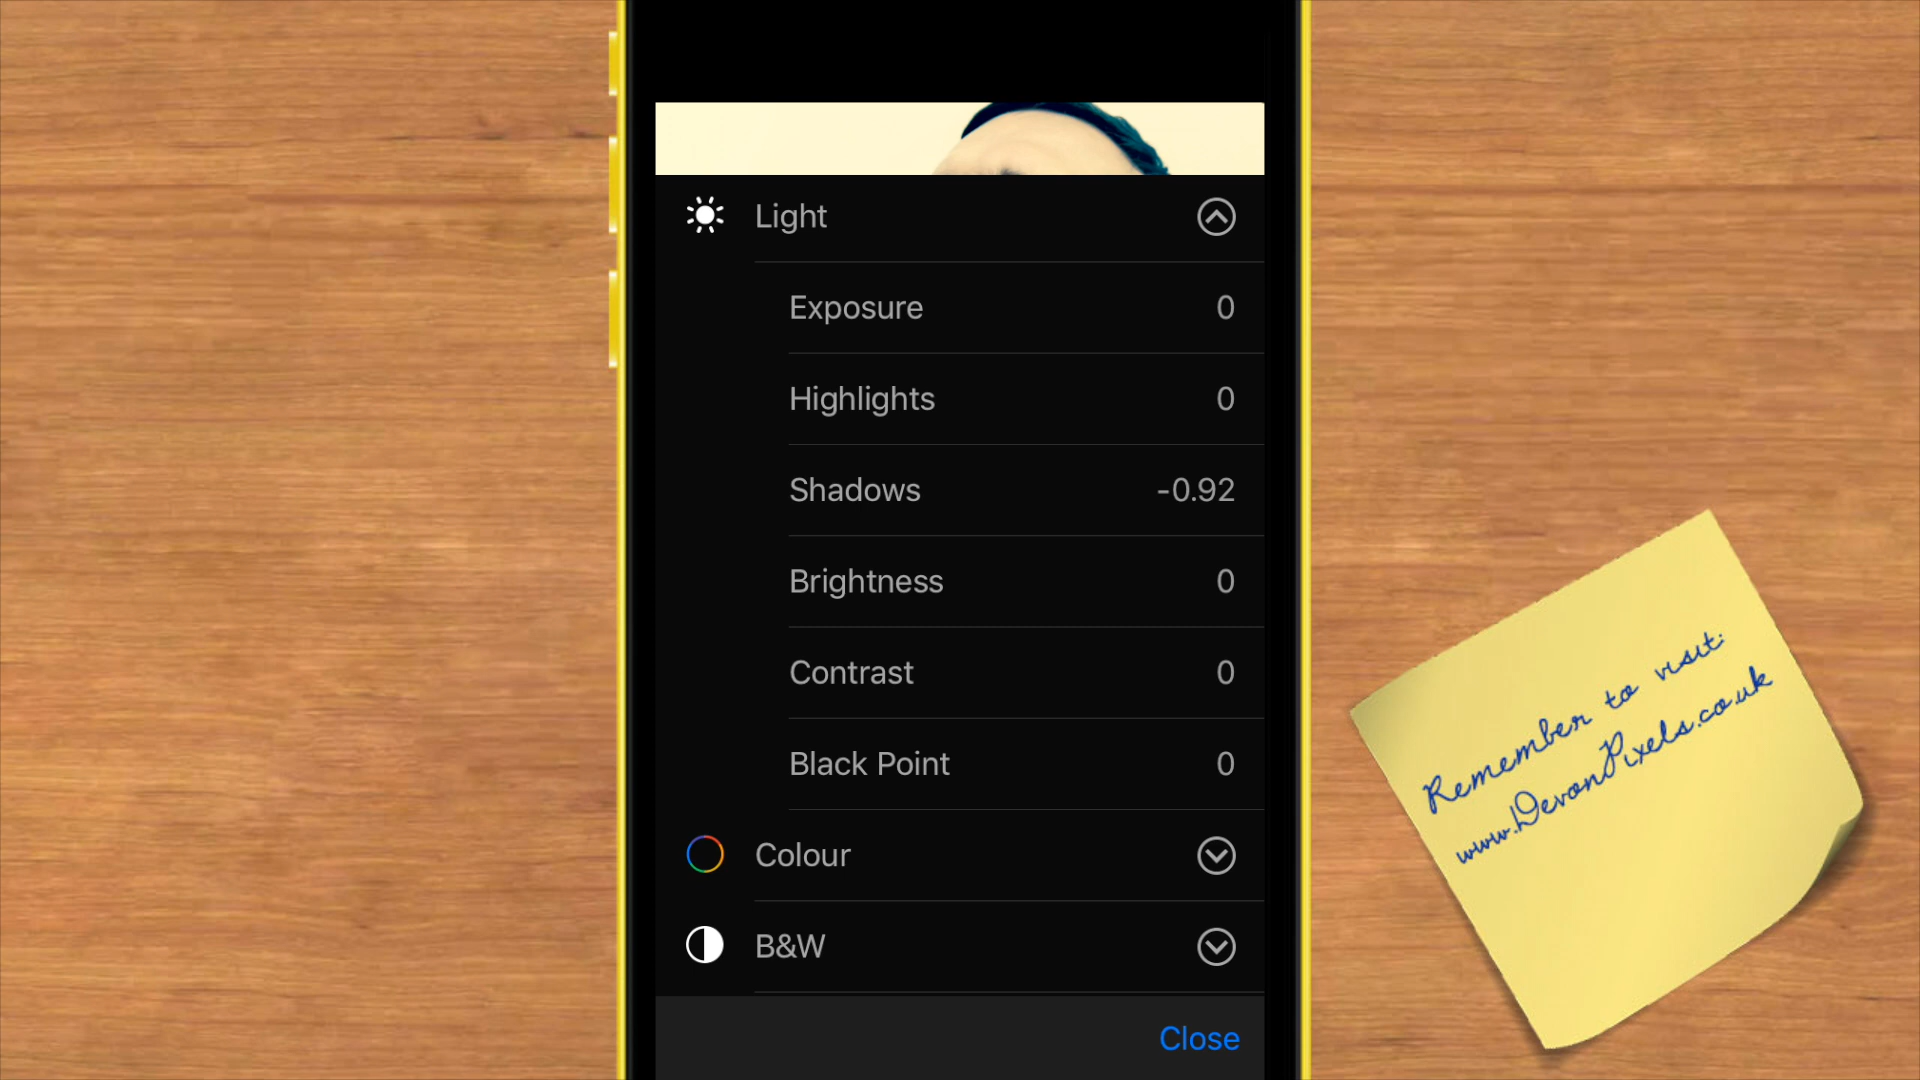 Light
Exposure 0
Highlights 0
Shadows -0.92
Brightness 0
Contrast 0
Black Point 0
Colour
B&W
Close
Remember to visit:
www.DevonPixels.co.uk